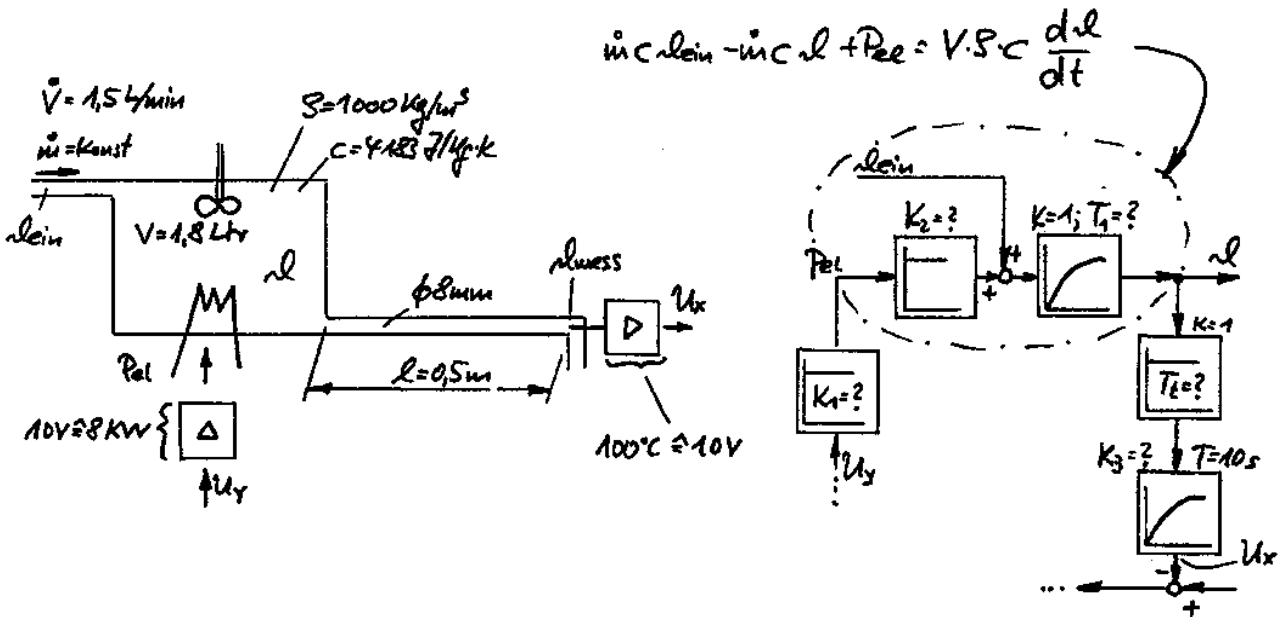 ṁ c ϑein - ṁ c ϑ + Pel = V·ρ·c dϑ/dt
V̇ = 1,5 L/min
ṁ = konst
ρ = 1000 Kg/m³
c = 4183 J/Kg·K
ϑein
V = 1,8 Ltr
ϑ
ϑmess
ϕ8mm
Ux
Pel
l = 0,5m
10V ≙ 8 KW
100°C ≙ 10V
UY
ϑein
K2 = ?
K=1; T1 = ?
Pel
+
+
ϑ
K=1
K1 = ?
Tt = ?
Uy
K3 = ?
T=10s
Ux
-
...
+